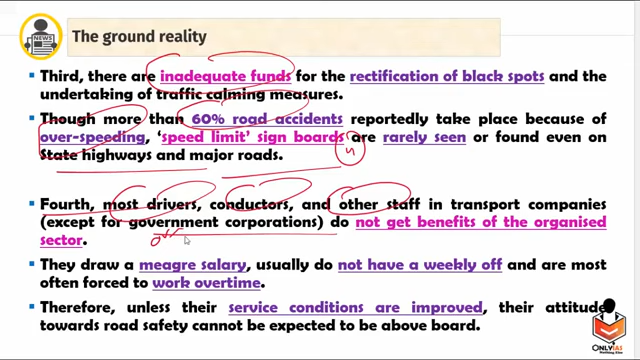 NEWS
The ground reality
Third, there are inadequate funds for the rectification of black spots and the
undertaking of traffic calming measures.
Though more than 60% road accidents reportedly take place because of
over-speeding, ‘speed limit’ sign boards are rarely seen or found even on
State highways and major roads.
Fourth, most drivers, conductors, and other staff in transport companies
(except for government corporations) do not get benefits of the organised
sector.
They draw a meagre salary, usually do not have a weekly off and are most
often forced to work overtime.
Therefore, unless their service conditions are improved, their attitude
towards road safety cannot be expected to be above board.
ONLYIAS